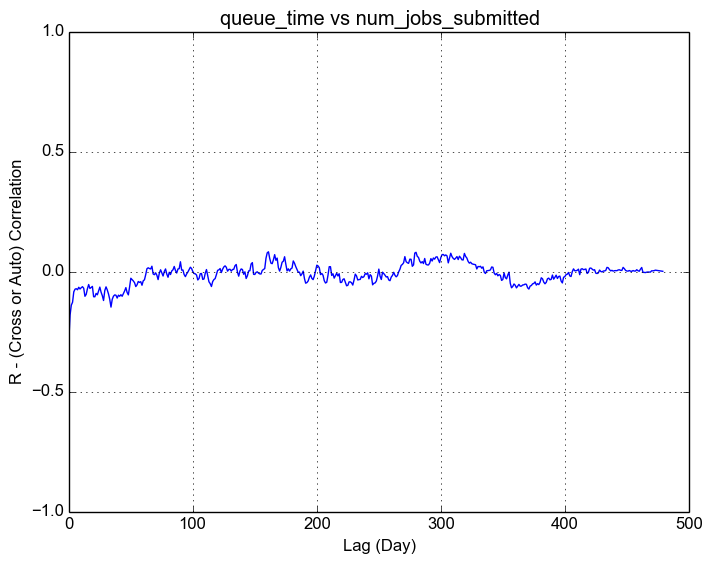 queue_time vs num_jobs_submitted
1.0
0.5
0.0
−0.5
−1.0
R - (Cross or Auto) Correlation
0 100 200 300 400 500
Lag (Day)